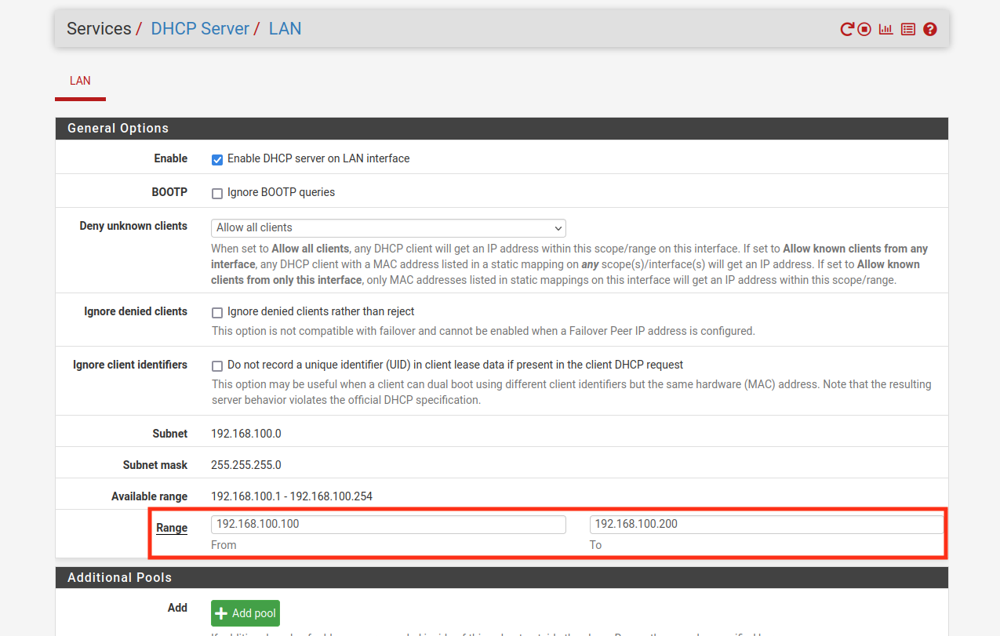 Services / DHCP Server / LAN
LAN
General Options
Enable Enable DHCP server on LAN interface
BOOTP Ignore BOOTP queries
Deny unknown clients Allow all clients
When set to Allow all clients, any DHCP client will get an IP address within this scope/range on this interface. If set to Allow known clients from any
interface, any DHCP client with a MAC address listed in a static mapping on any scope(s)/interface(s) will get an IP address. If set to Allow known
clients from only this interface, only MAC addresses listed in static mappings on this interface will get an IP address within this scope/range.
Ignore denied clients Ignore denied clients rather than reject
This option is not compatible with failover and cannot be enabled when a Failover Peer IP address is configured.
Ignore client identifiers Do not record a unique identifier (UID) in client lease data if present in the client DHCP request
This option may be useful when a client can dual boot using different client identifiers but the same hardware (MAC) address. Note that the resulting
server behavior violates the official DHCP specification.
Subnet 192.168.100.0
Subnet mask 255.255.255.0
Available range 192.168.100.1 - 192.168.100.254
Range 192.168.100.100 192.168.100.200
From To
Additional Pools
Add Add pool